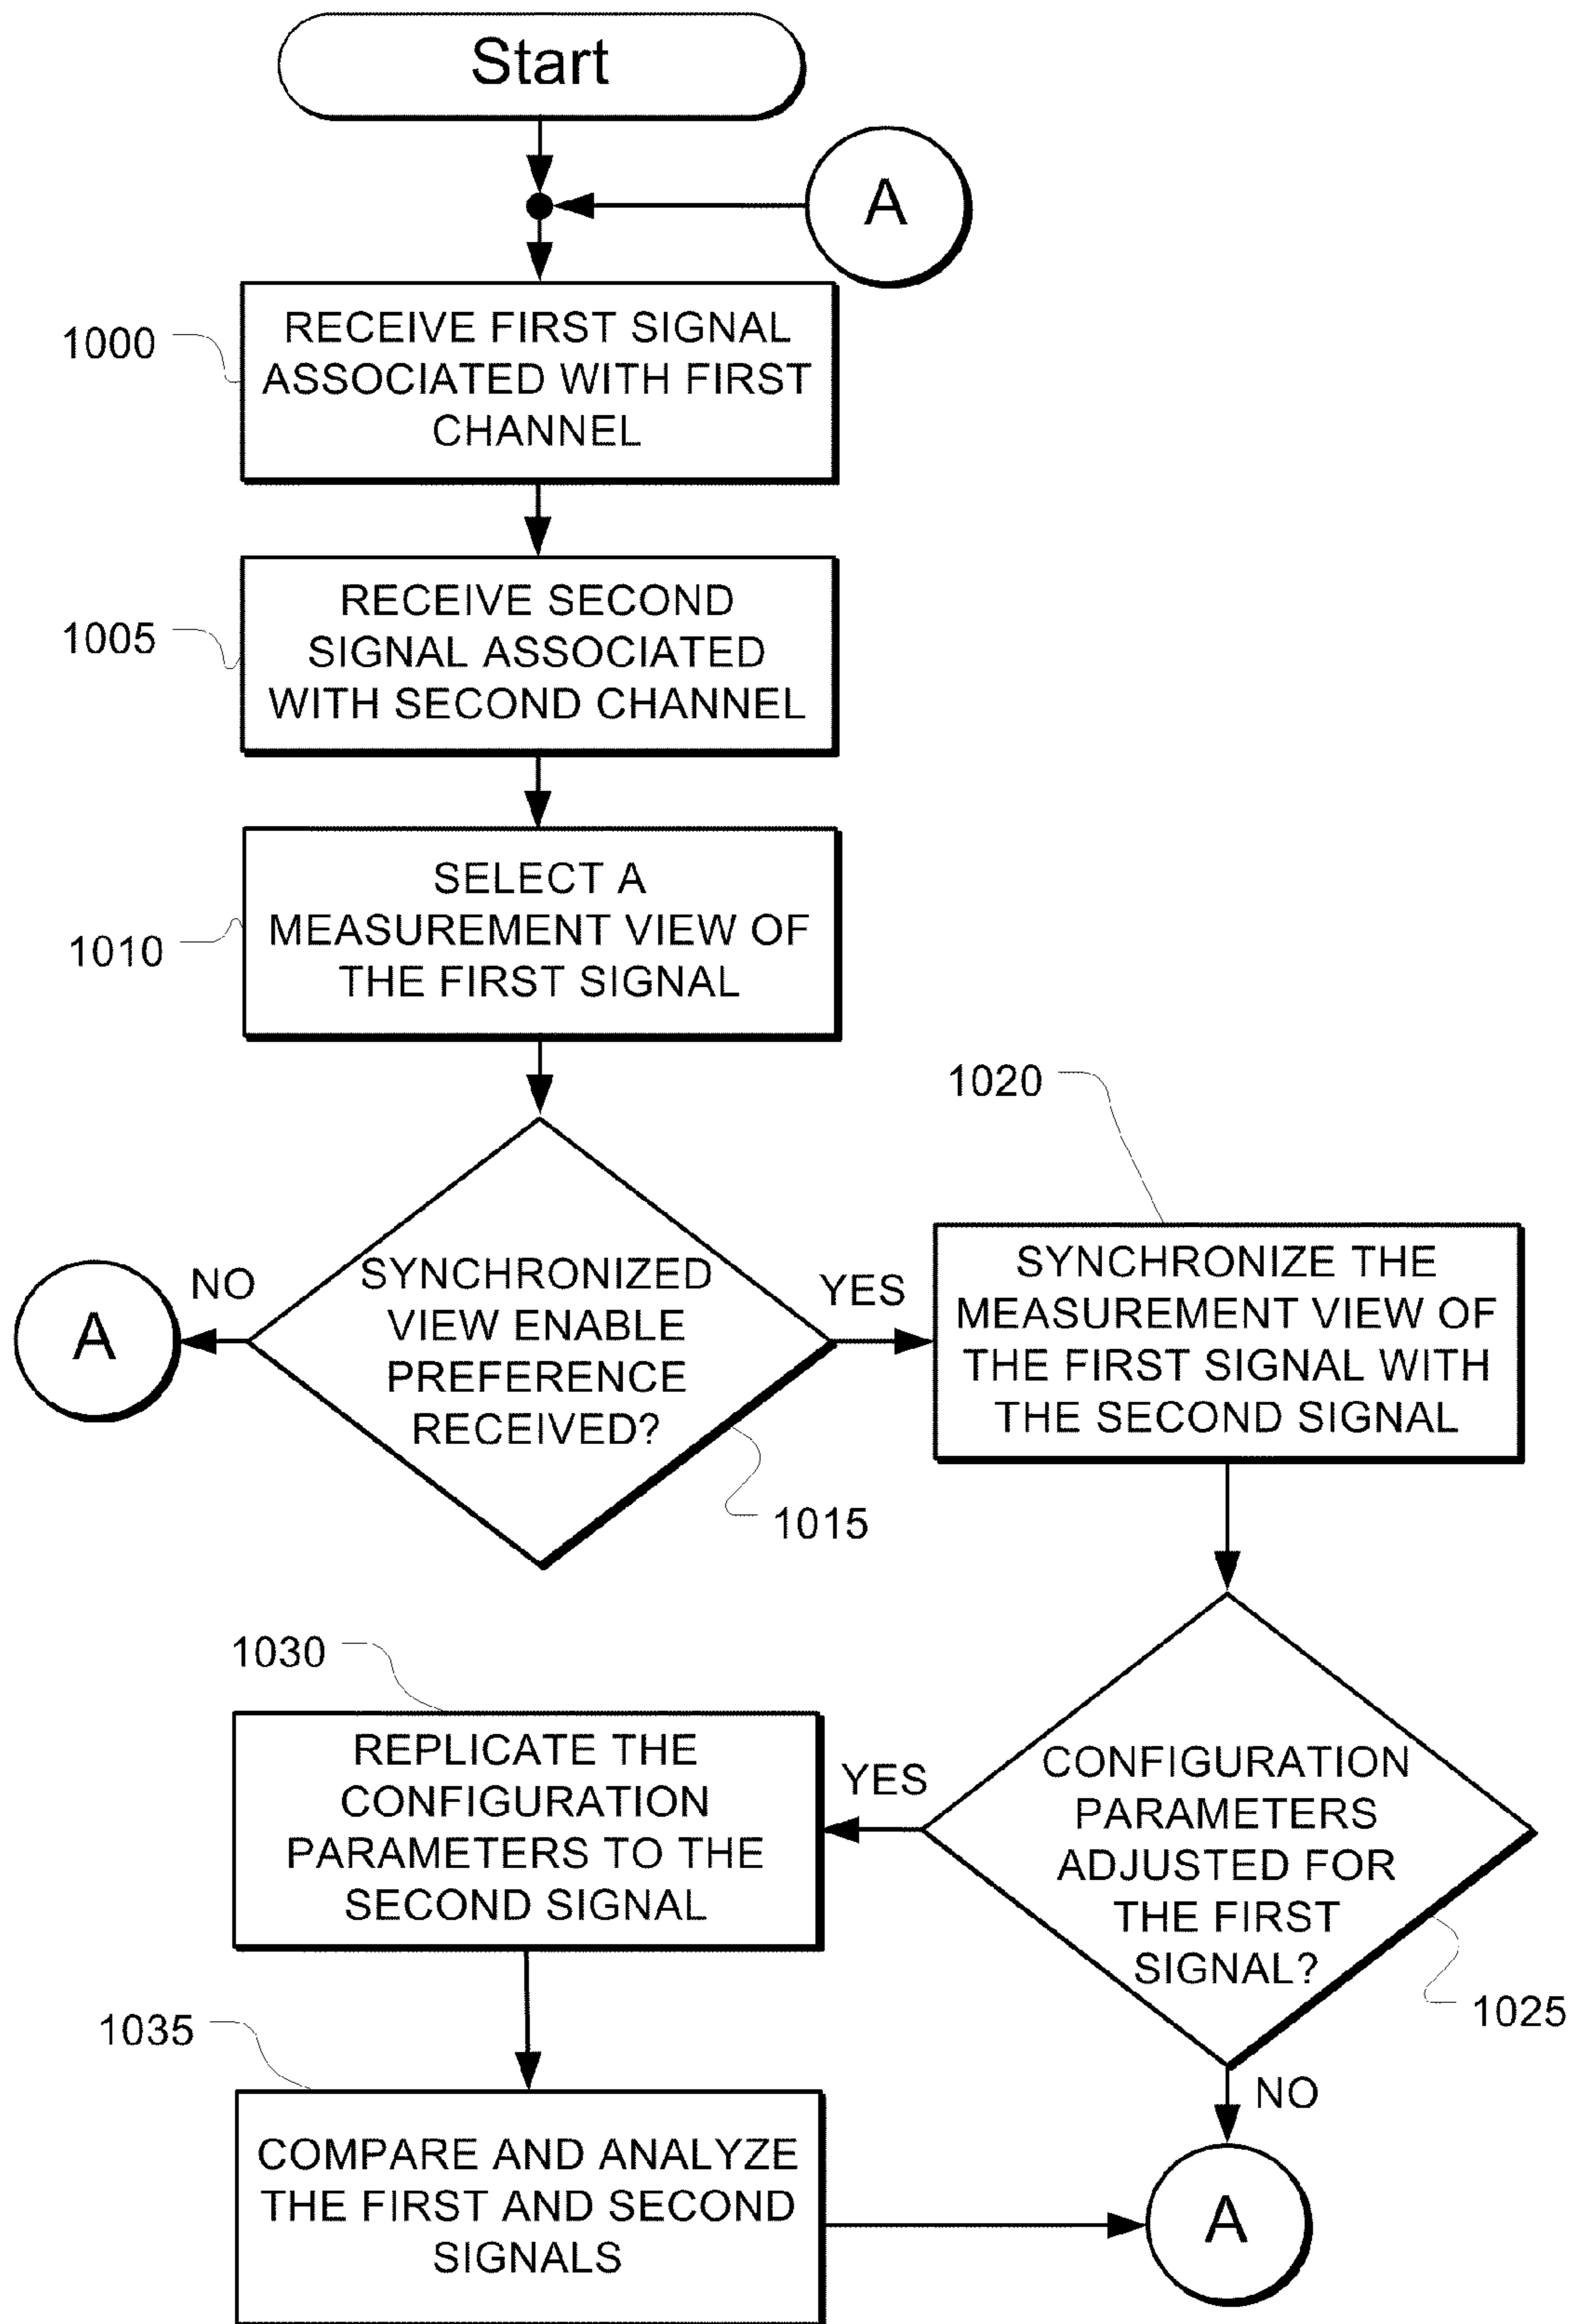 Start
A
1000
RECEIVE FIRST SIGNAL
ASSOCIATED WITH FIRST
CHANNEL
1005
RECEIVE SECOND
SIGNAL ASSOCIATED
WITH SECOND CHANNEL
1010
SELECT A
MEASUREMENT VIEW OF
THE FIRST SIGNAL
A
NO
SYNCHRONIZED
VIEW ENABLE
PREFERENCE
RECEIVED?
1015
YES
1020
SYNCHRONIZE THE
MEASUREMENT VIEW OF
THE FIRST SIGNAL WITH
THE SECOND SIGNAL
CONFIGURATION
PARAMETERS
ADJUSTED FOR
THE FIRST
SIGNAL?
1025
YES
1030
REPLICATE THE
CONFIGURATION
PARAMETERS TO THE
SECOND SIGNAL
1035
COMPARE AND ANALYZE
THE FIRST AND SECOND
SIGNALS
NO
A